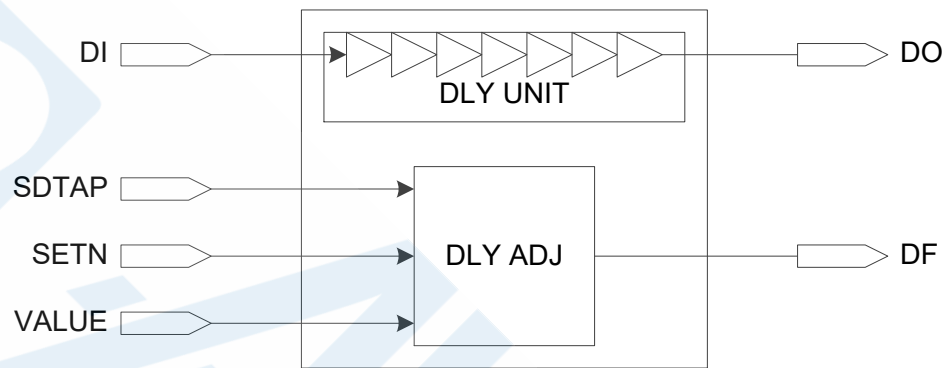 DI
DO
DLY UNIT
SDTAP
SETN
DLY ADJ
DF
VALUE